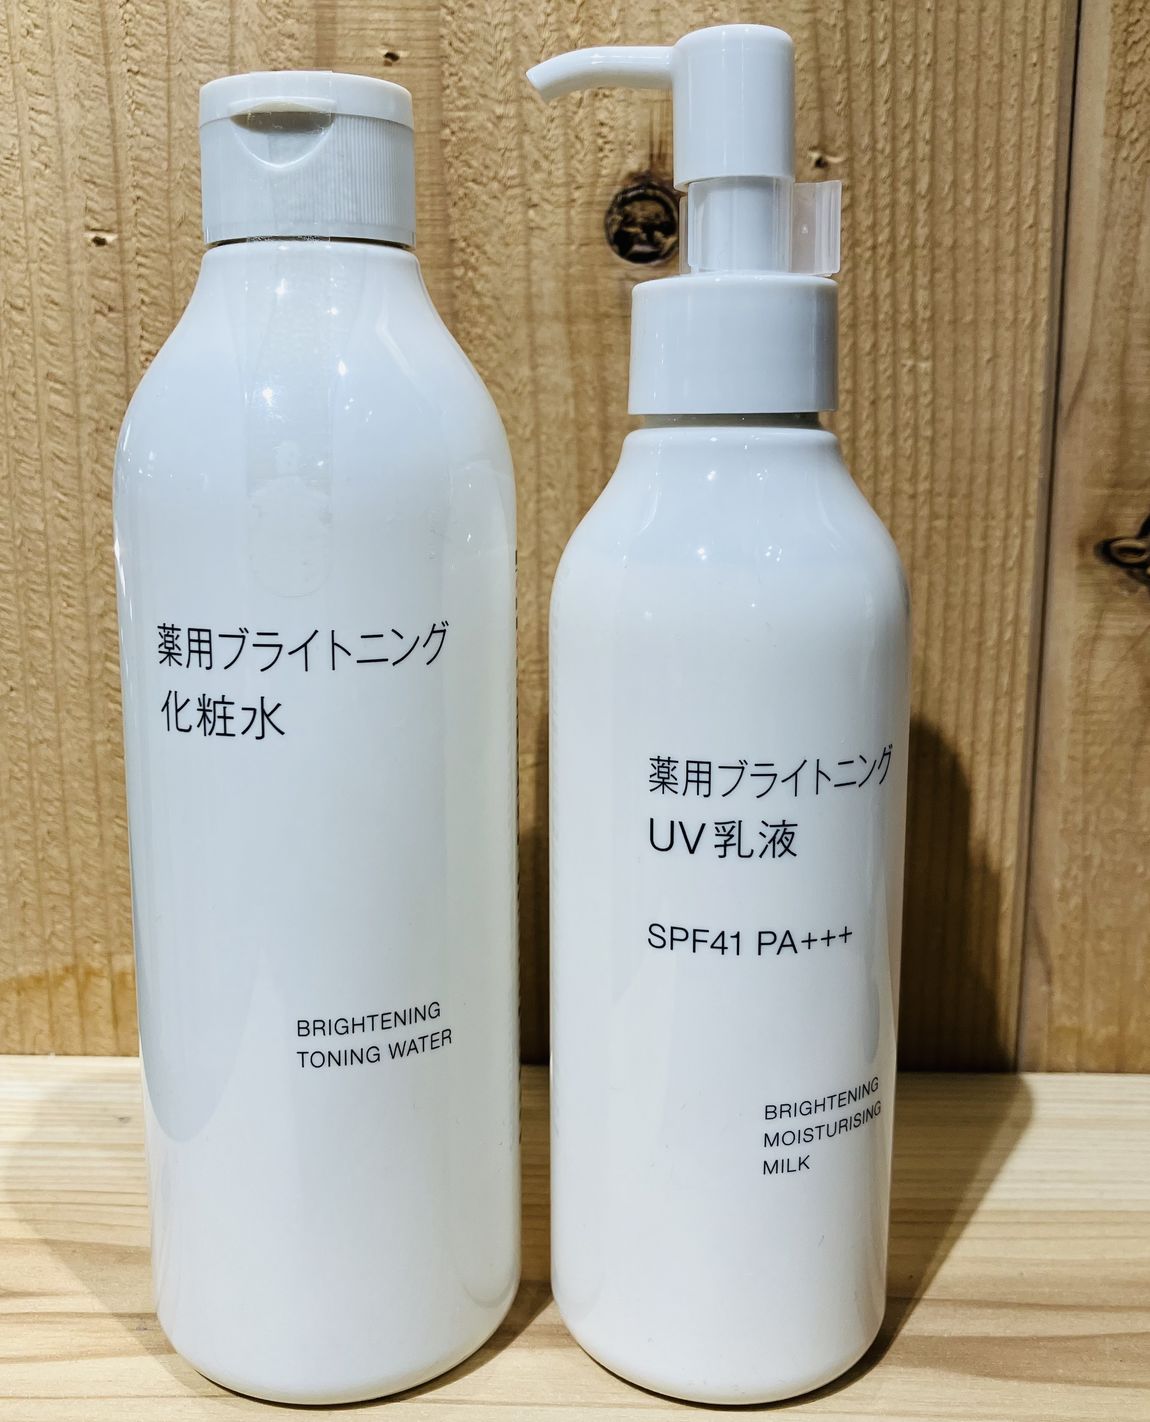 薬用ブライトニング
化粧水
BRIGHTENING
TONING WATER
薬用ブライトニング
UV乳液
SPF41 PA+++
BRIGHTENING
MOISTURISING
MILK